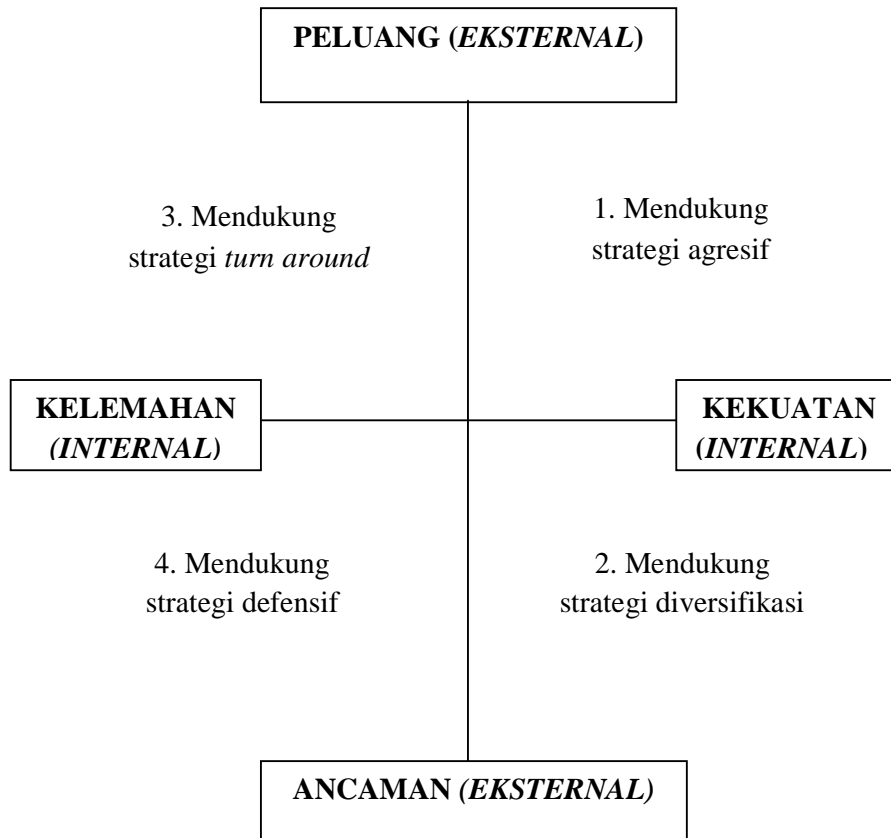 PELUANG (EKSTERNAL)
3. Mendukung
strategi turn around
1. Mendukung
strategi agresif
KELEMAHAN
(INTERNAL)
KEKUATAN
(INTERNAL)
4. Mendukung
strategi defensif
2. Mendukung
strategi diversifikasi
ANCAMAN (EKSTERNAL)